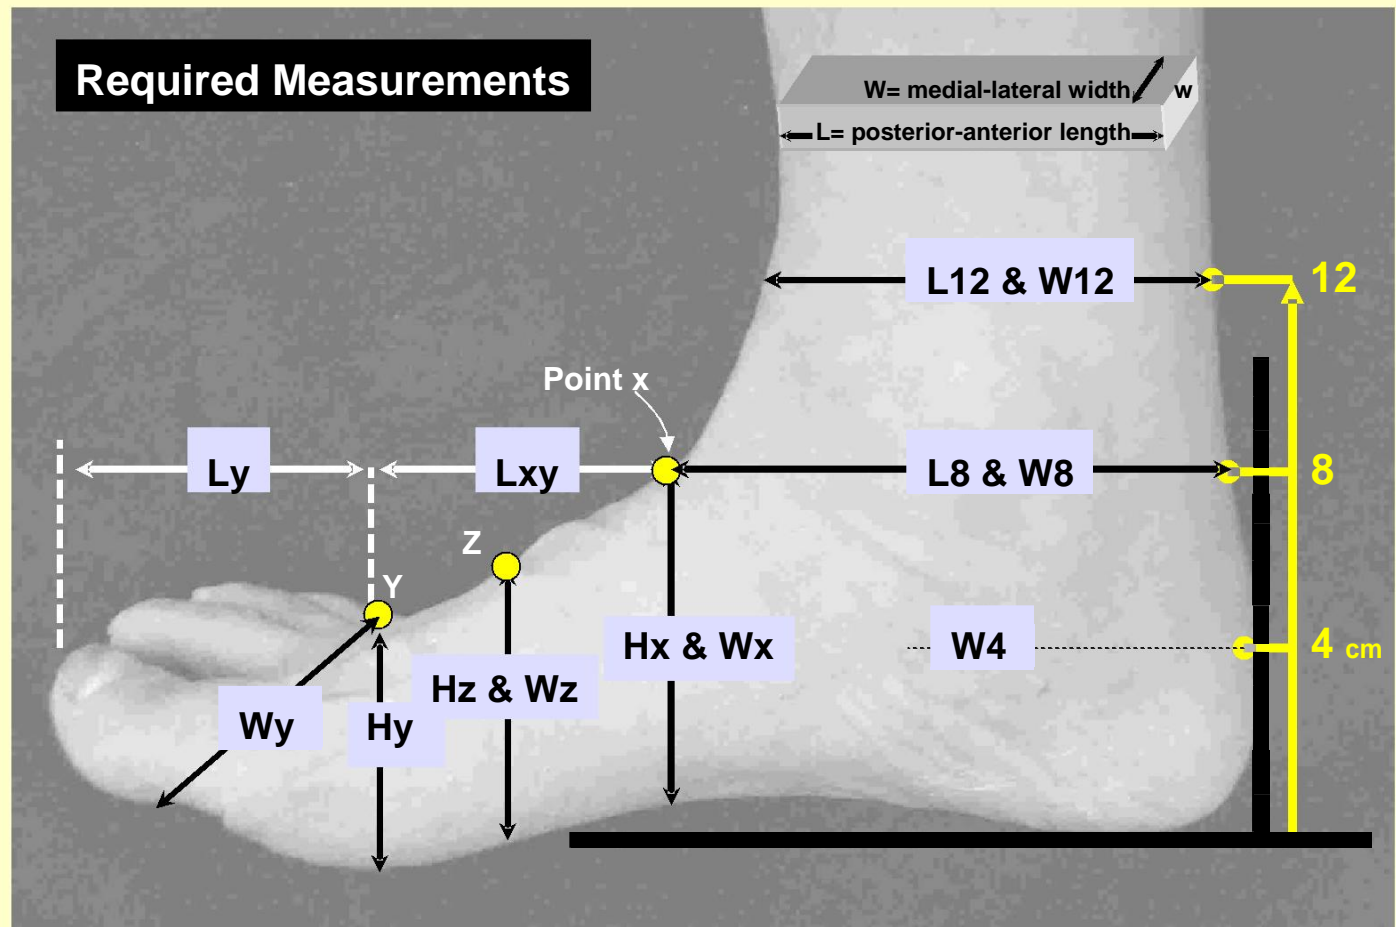 Required Measurements
W= medial-lateral width
w
L= posterior-anterior length
L12 & W12
12
Point x
Ly
Lxy
L8 & W8
8
Z
Y
Hx & Wx
W4
4 cm
Hz & Wz
Wy
Hy